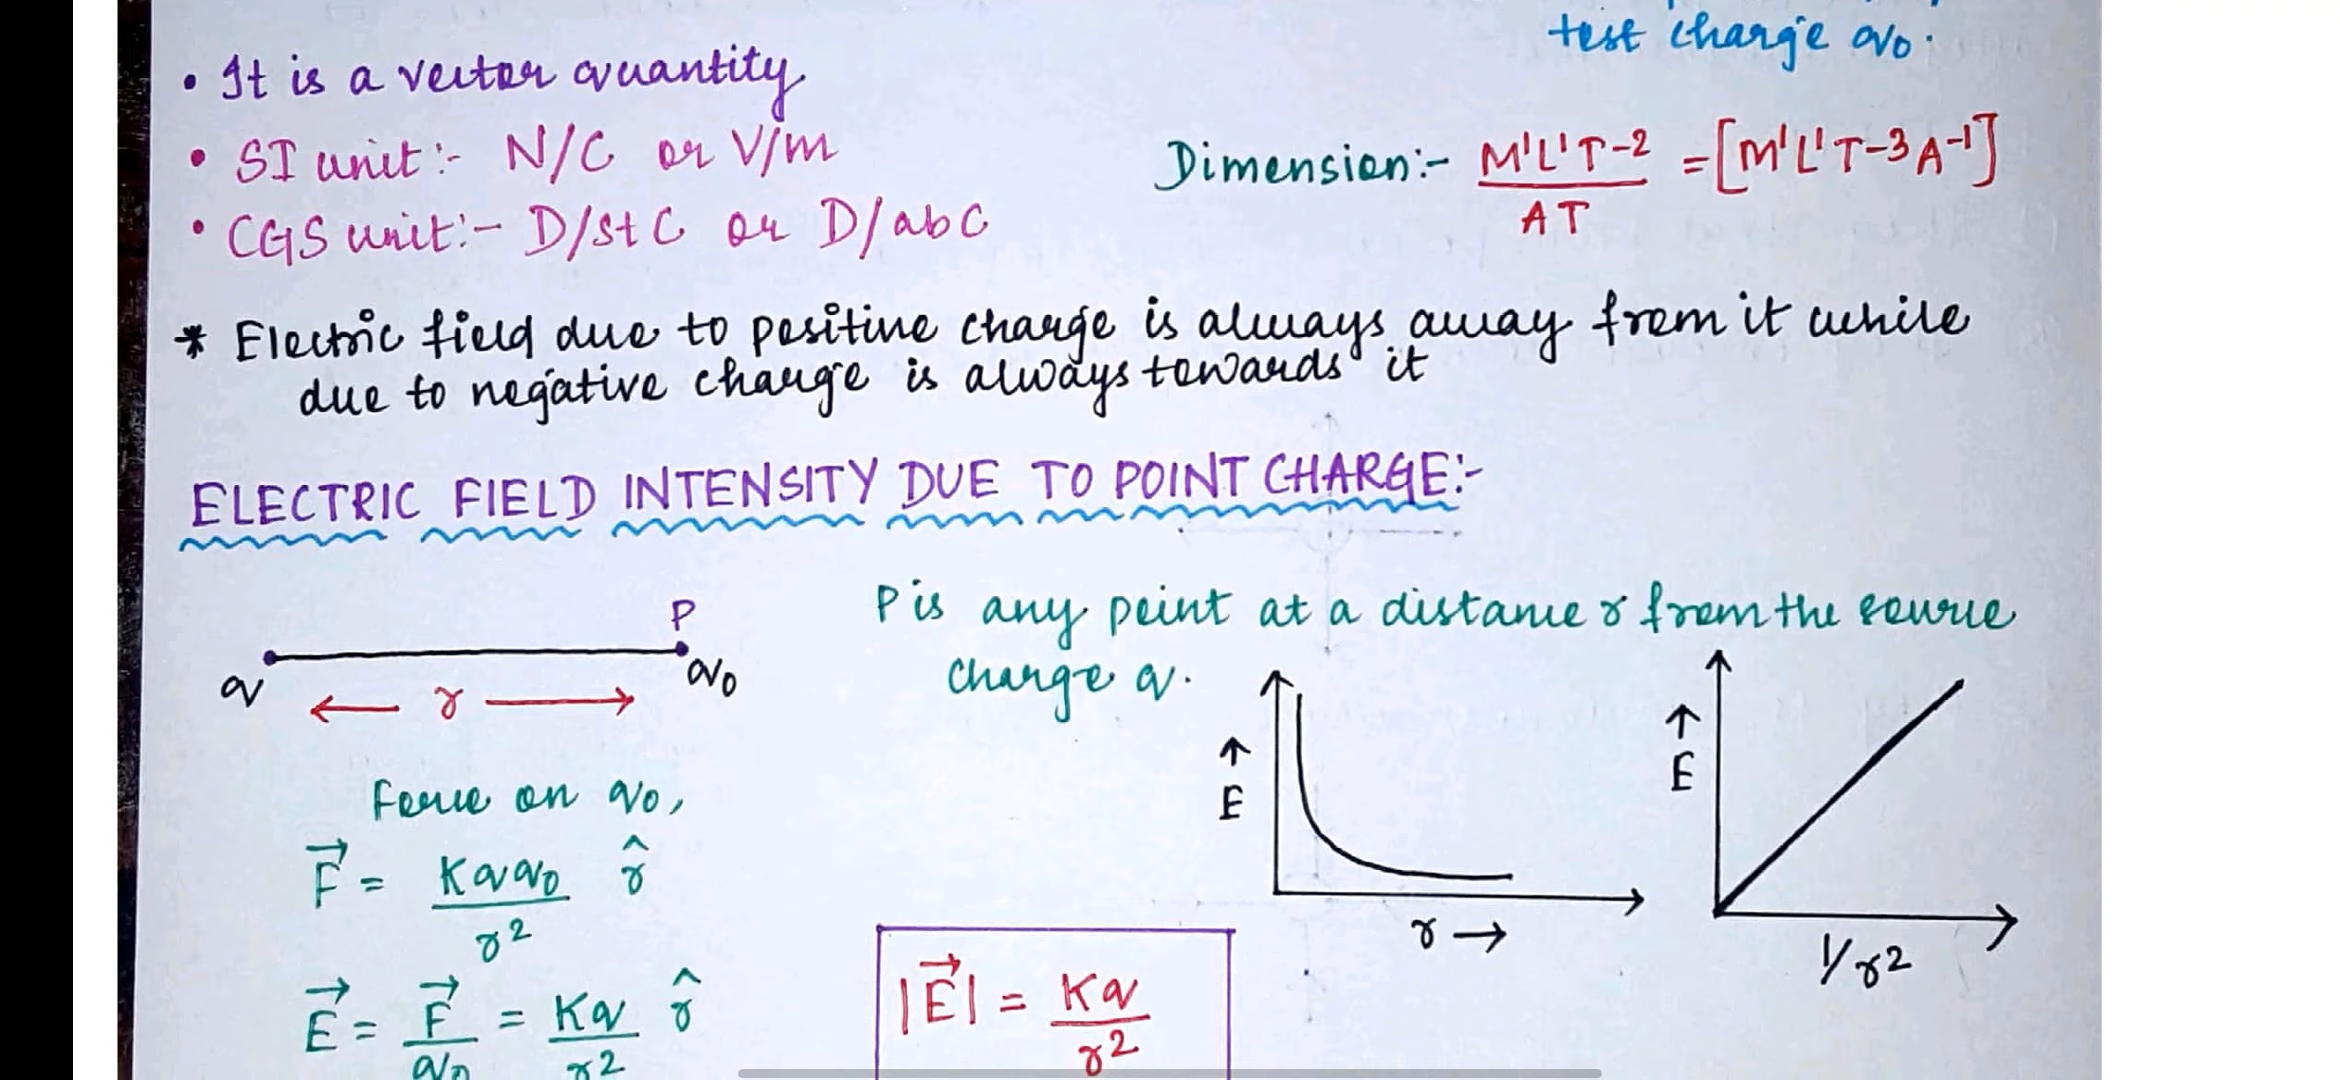 test charge q0.
• It is a vector quantity
• SI unit:- N/C or V/m
Dimension:- M¹L¹T-2 / AT = [M¹L¹T-3A-1]
• CGS unit:- D/stC or D/abC
* Electric field due to positive charge is always away from it while
due to negative charge is always towards it
ELECTRIC FIELD INTENSITY DUE TO POINT CHARGE:-
P
q
q0
← r →
P is any point at a distance r from the source
charge q.
↑
E
r →
↑
E
1/r2
Force on q0,
F⃗ = Kqq0 / r2 r̂
E⃗ = F⃗ / q0 = Kq / r2 r̂
|E⃗| = Kq / r2